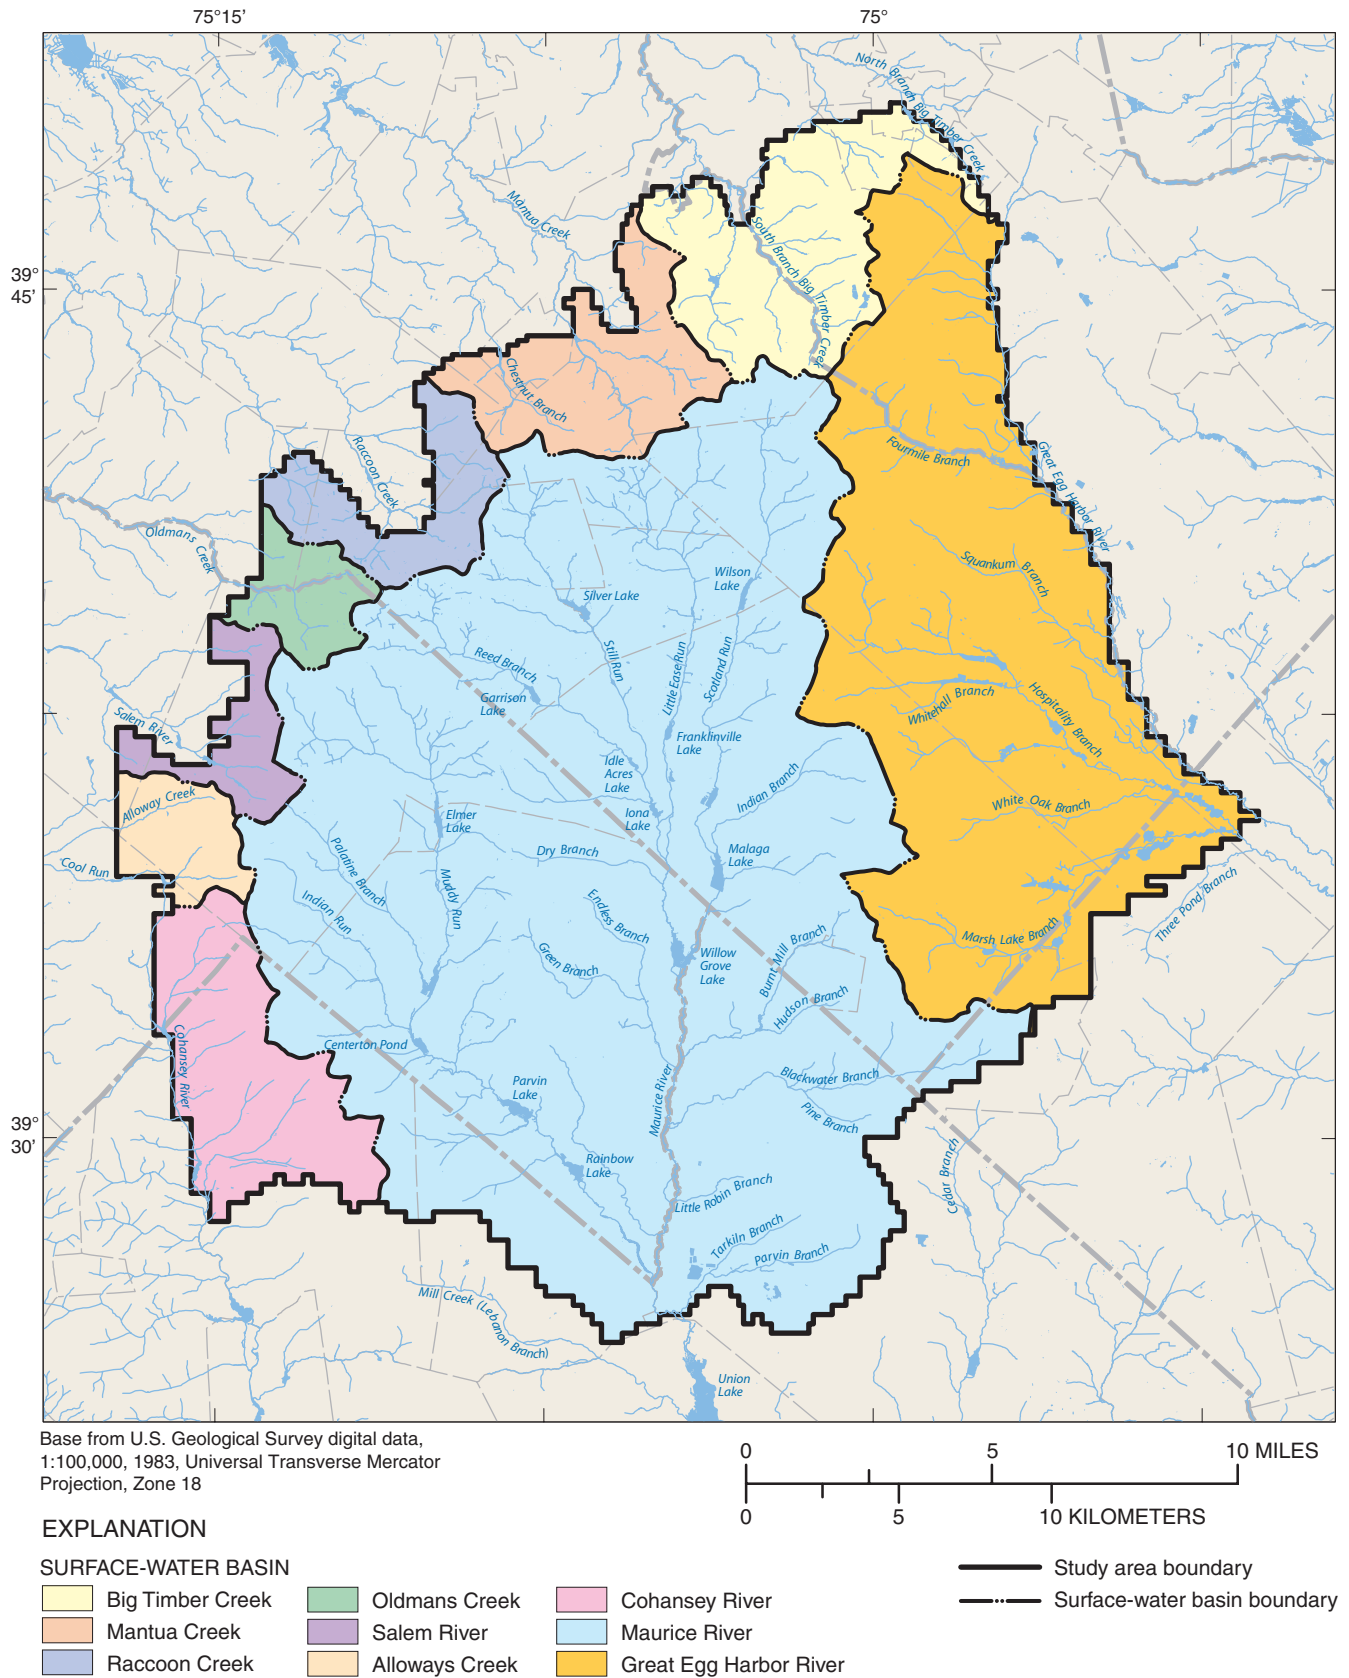 75°15'
75°
North Branch Big Timber Creek
Mantua Creek
South Branch Big Timber Creek
39°
45'
Chestnut Branch
Raccoon Creek
Fourmile Branch
Great Egg Harbor River
Oldmans Creek
Squankum Branch
Wilson
Lake
Silver Lake
Still Run
Little Ease Run
Scotland Run
Reed Branch
Garrison
Lake
Whitehall Branch
Hospitality Branch
Salem River
Franklinville
Lake
Idle
Acres
Lake
Indian Branch
Alloway Creek
White Oak Branch
Elmer
Lake
Iona
Lake
Cool Run
Palatine Branch
Dry Branch
Malaga
Lake
Muddy Run
Indian Run
Endless Branch
Three Pond Branch
Marsh Lake Branch
Green Branch
Willow
Grove
Lake
Burnt Mill Branch
Hudson Branch
Cohansey River
Centerton Pond
Blackwater Branch
Parvin
Lake
Maurice River
Pine Branch
39°
30'
Rainbow
Lake
Cedar Branch
Little Robin Branch
Tarkiln Branch
Parvin Branch
Mill Creek (Lebanon Branch)
Union
Lake
Base from U.S. Geological Survey digital data,
1:100,000, 1983, Universal Transverse Mercator
Projection, Zone 18
0 5 10 MILES
0 5 10 KILOMETERS
EXPLANATION
SURFACE-WATER BASIN
Big Timber Creek
Mantua Creek
Raccoon Creek
Oldmans Creek
Salem River
Alloways Creek
Cohansey River
Maurice River
Great Egg Harbor River
Study area boundary
Surface-water basin boundary